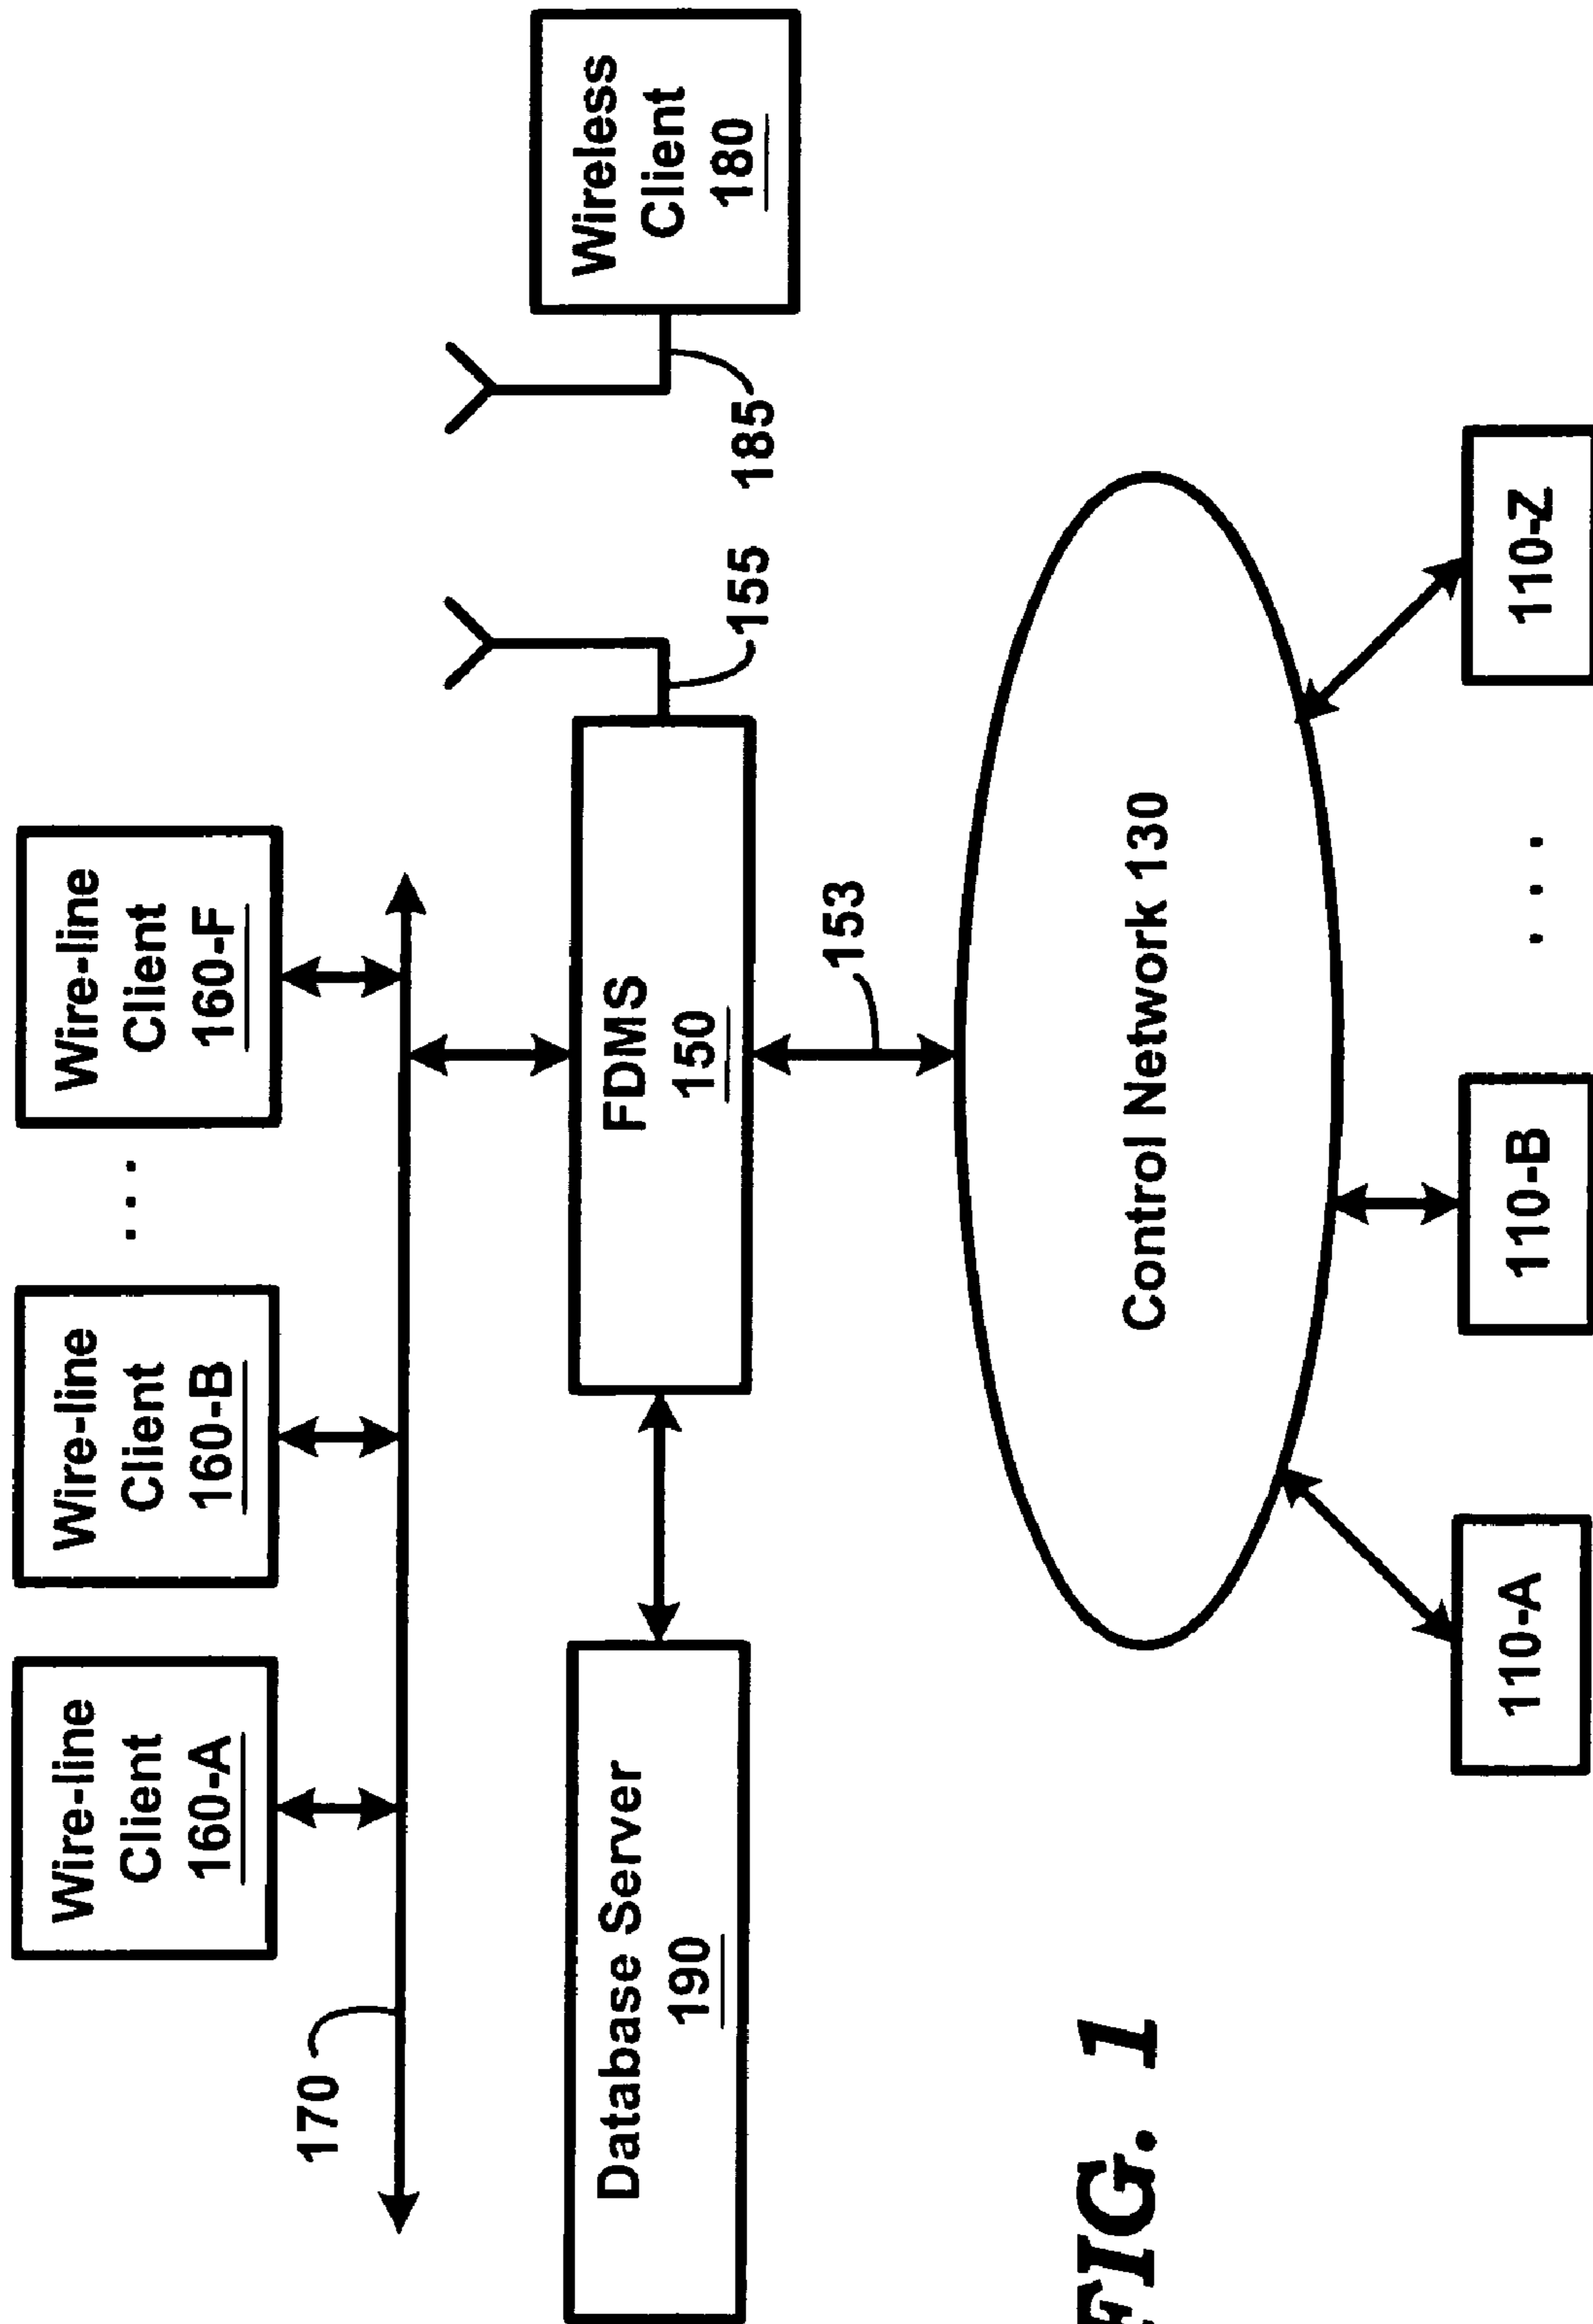 Wire-line
Client
160-A
Wire-line
Client
160-B
. . .
Wire-line
Client
160-F
170
Database Server
190
FDMS
150
155
185
Wireless
Client
180
153
Control Network 130
110-A
110-B
. . .
110-Z
FIG. 1